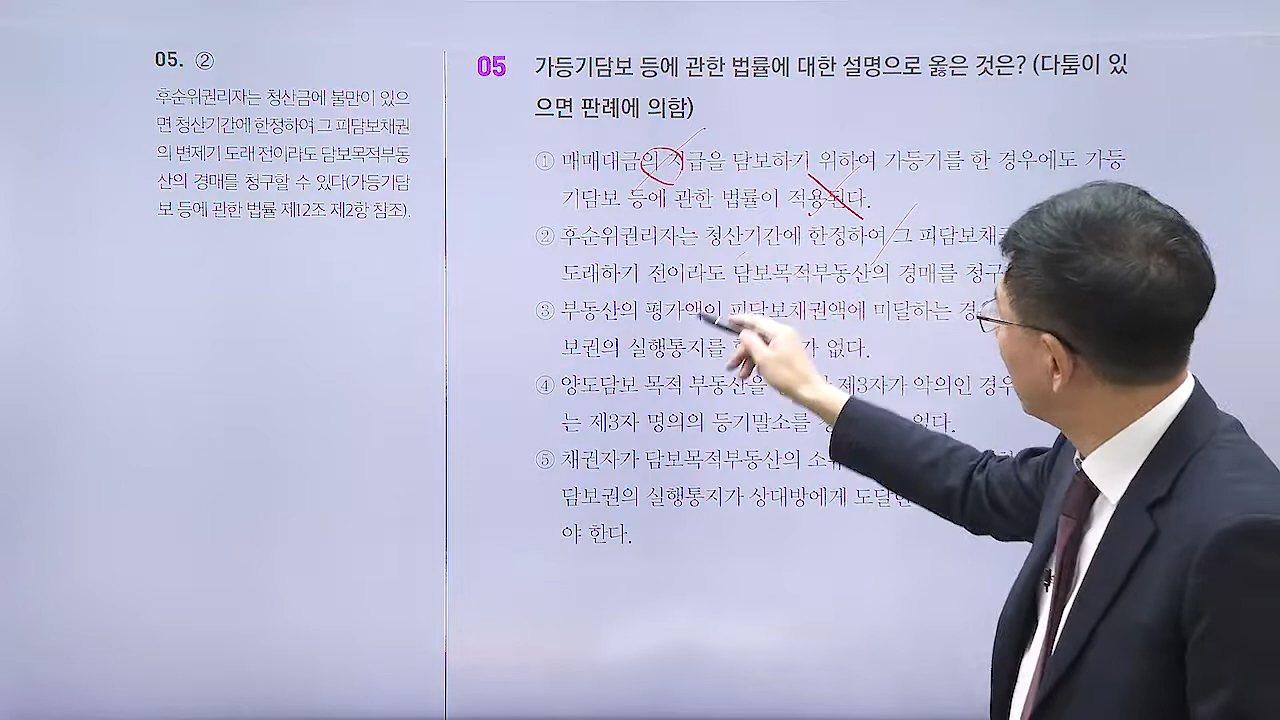 05. ②
후순위권리자는 청산금에 불만이 있으
면 청산기간에 한정하여 그 피담보채권
의 변제기 도래 전이라도 담보목적부동
산의 경매를 청구할 수 있다(가등기담
보 등에 관한 법률 제12조 제2항 참조).
05 가등기담보 등에 관한 법률에 대한 설명으로 옳은 것은? (다툼이 있
으면 판례에 의함)
① 매매대금의 지급을 담보하기 위하여 가등기를 한 경우에도 가등
기담보 등에 관한 법률이 적용된다.
② 후순위권리자는 청산기간에 한정하여 그 피담보채
도래하기 전이라도 담보목적부동산의 경매를 청구
③ 부동산의 평가액이 피담보채권액에 미달하는 경
보권의 실행통지를 가 없다.
④ 양도담보 목적 부동산을 제3자가 악의인 경우
는 제3자 명의의 등기말소를 없다.
⑤ 채권자가 담보목적부동산의
담보권의 실행통지가 상대방에게
야 한다.